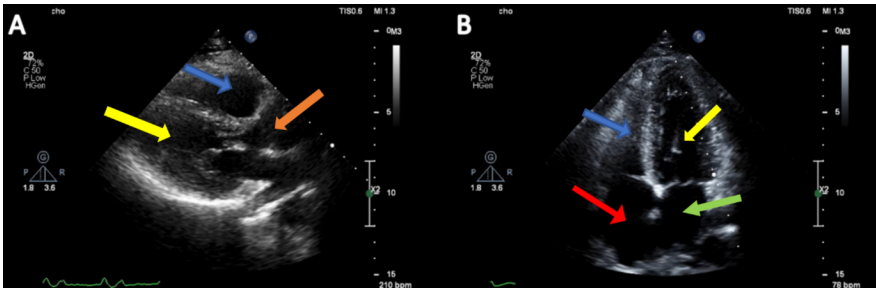 A
cho
TIS0.6 MI 1.3
M3
2D
72%
C 50
P Low
HGen
0
5
G
P R
1.8 3.6
X2
10
15
210 bpm
B
cho
TIS0.6 MI 1.3
M3
2D
72%
C 50
P Low
HGen
0
5
G
P R
1.8 3.6
X2
10
15
78 bpm